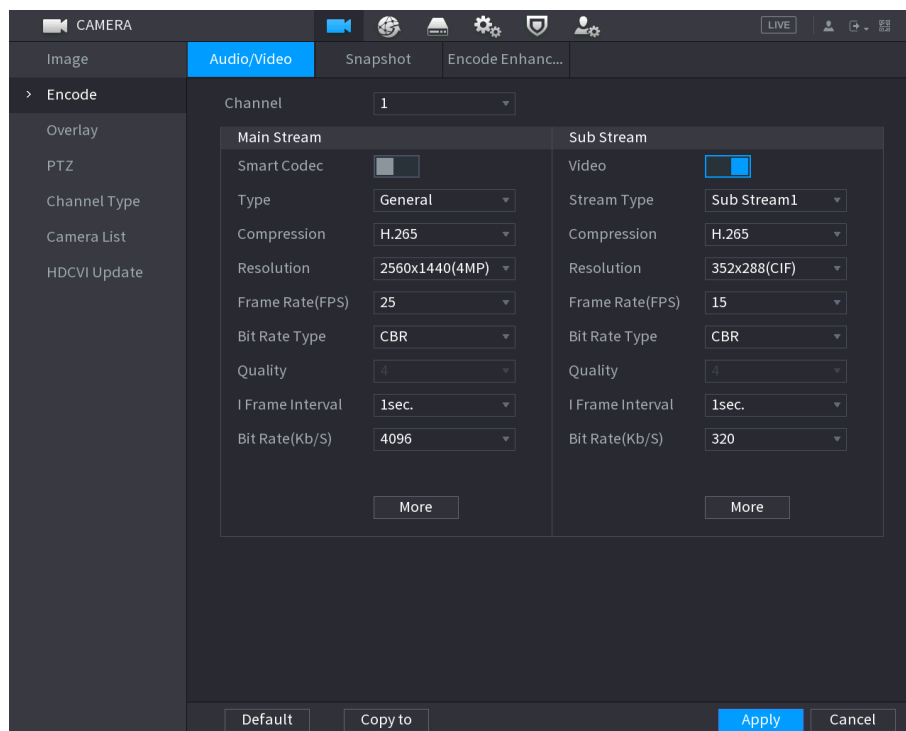 CAMERA LIVE
Image Audio/Video Snapshot Encode Enhanc...
> Encode Channel 1
Overlay Main Stream Sub Stream
PTZ Smart Codec Video
Channel Type Type General Stream Type Sub Stream1
Camera List Compression H.265 Compression H.265
HDCVI Update Resolution 2560x1440(4MP) Resolution 352x288(CIF)
Frame Rate(FPS) 25 Frame Rate(FPS) 15
Bit Rate Type CBR Bit Rate Type CBR
Quality 4 Quality 4
I Frame Interval 1sec. I Frame Interval 1sec.
Bit Rate(Kb/S) 4096 Bit Rate(Kb/S) 320
More More
Default Copy to Apply Cancel